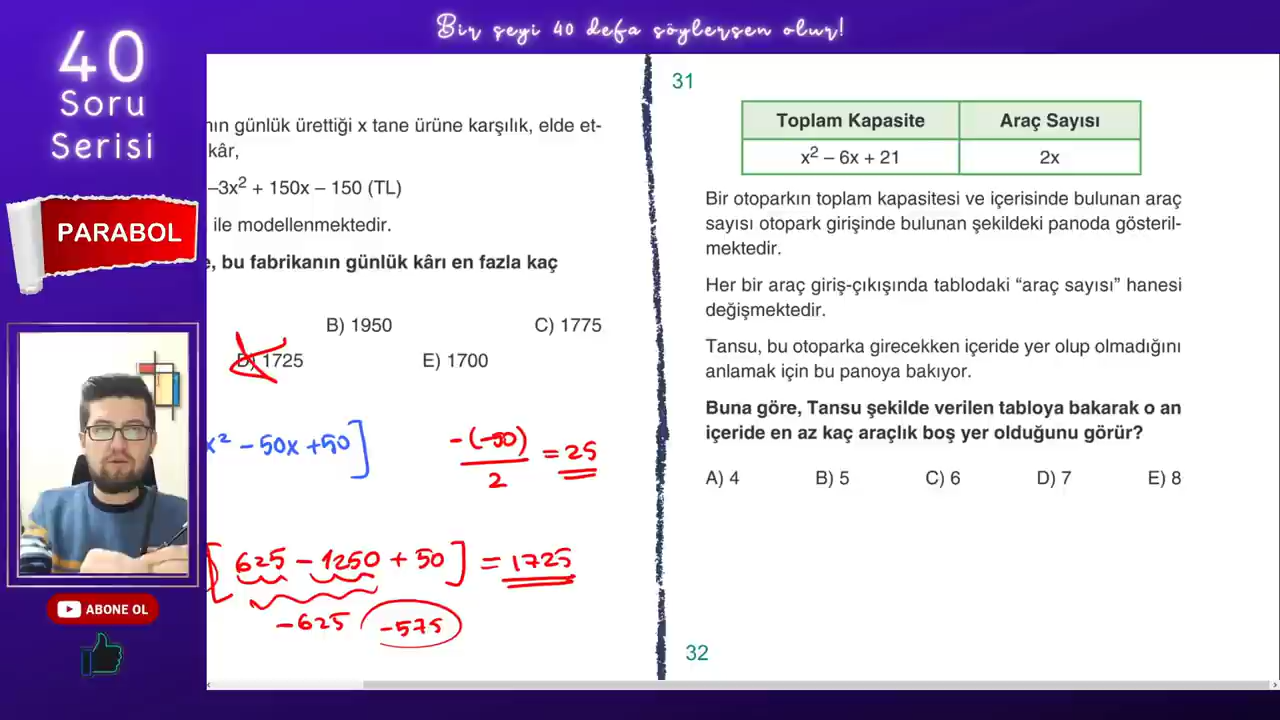 Bir şeyi 40 defa söylersen olur!
40
Soru
Serisi
PARABOL
ABONE OL
nın günlük ürettiği x tane ürüne karşılık, elde et-
kâr,
–3x² + 150x – 150 (TL)
ile modellenmektedir.
, bu fabrikanın günlük kârı en fazla kaç
B) 1950
C) 1775
D) 1725
E) 1700
x² – 50x + 50]
-(-50)
2
= 25
[625 – 1250 + 50] = 1725
-625
-575
31
Toplam Kapasite
Araç Sayısı
x² – 6x + 21
2x
Bir otoparkın toplam kapasitesi ve içerisinde bulunan araç
sayısı otopark girişinde bulunan şekildeki panoda gösteril-
mektedir.
Her bir araç giriş-çıkışında tablodaki “araç sayısı” hanesi
değişmektedir.
Tansu, bu otoparka girecekken içeride yer olup olmadığını
anlamak için bu panoya bakıyor.
Buna göre, Tansu şekilde verilen tabloya bakarak o an
içeride en az kaç araçlık boş yer olduğunu görür?
A) 4
B) 5
C) 6
D) 7
E) 8
32